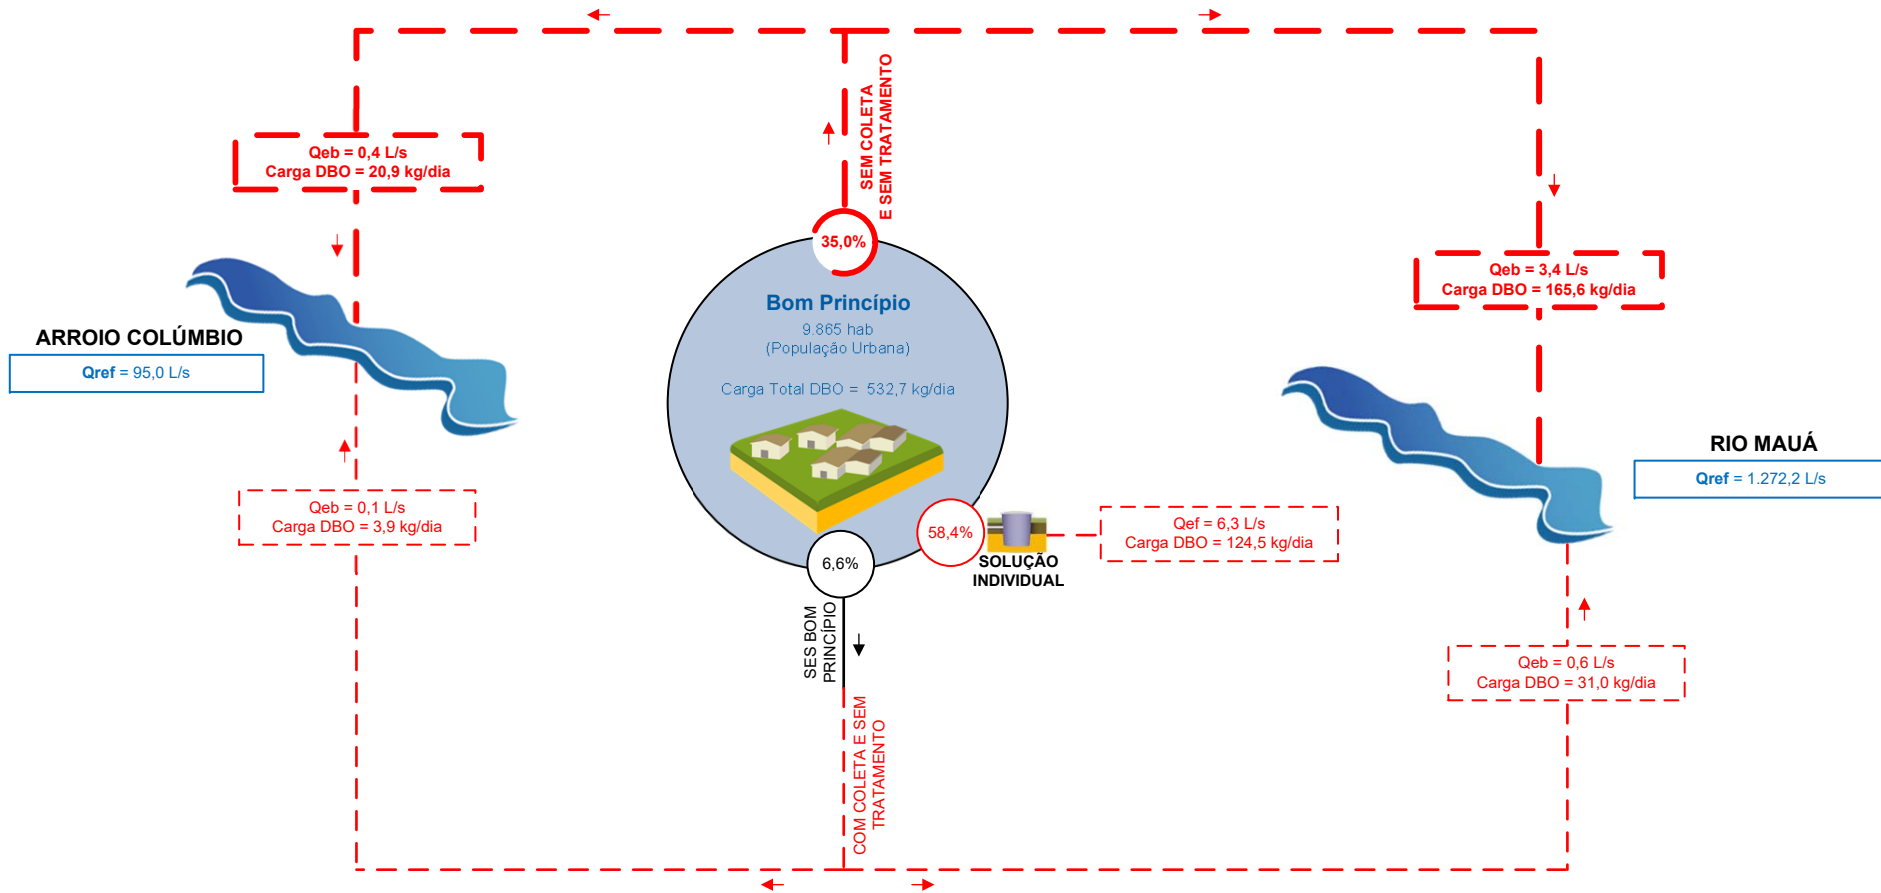 Qeb = 0,4 L/s
Carga DBO = 20,9 kg/dia
SEM COLETA
E SEM TRATAMENTO
35,0%
Bom Princípio
9.865 hab
(População Urbana)
Carga Total DBO = 532,7 kg/dia
Qeb = 3,4 L/s
Carga DBO = 165,6 kg/dia
ARROIO COLÚMBIO
Qref = 95,0 L/s
RIO MAUÁ
Qref = 1.272,2 L/s
Qeb = 0,1 L/s
Carga DBO = 3,9 kg/dia
58,4%
SOLUÇÃO
INDIVIDUAL
Qef = 6,3 L/s
Carga DBO = 124,5 kg/dia
6,6%
SES BOM
PRINCÍPIO
Qeb = 0,6 L/s
Carga DBO = 31,0 kg/dia
COM COLETA E SEM
TRATAMENTO